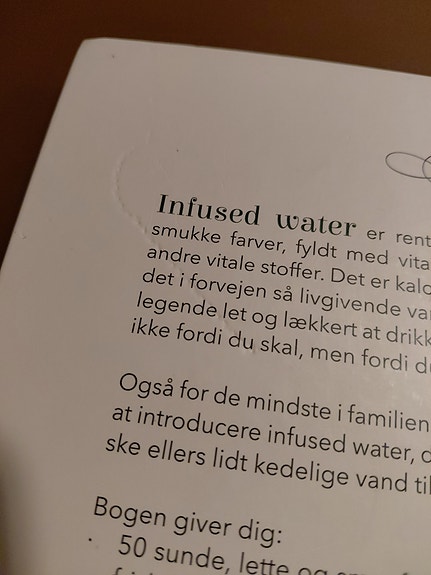 Infused water er rent
smukke farver, fyldt med vita
andre vitale stoffer. Det er kalo
det i forvejen så livgivende va
legende let og lækkert at drikk
ikke fordi du skal, men fordi d
Også for de mindste i familien
at introducere infused water, d
ske ellers lidt kedelige vand til
Bogen giver dig:
· 50 sunde, lette og